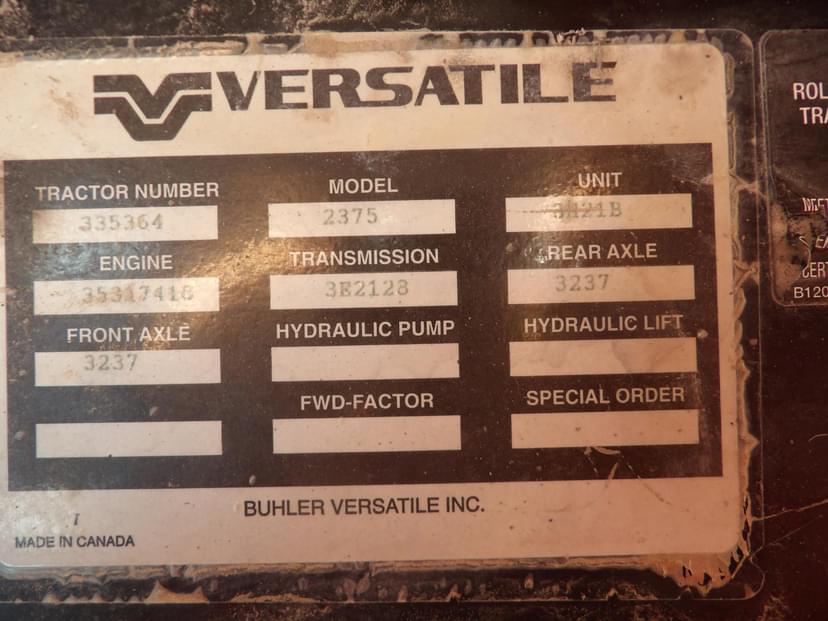 VERSATILE
TRACTOR NUMBER MODEL UNIT
335364 2375
ENGINE TRANSMISSION REAR AXLE
3E2128 3237
FRONT AXLE HYDRAULIC PUMP HYDRAULIC LIFT
3237
FWD-FACTOR SPECIAL ORDER
BUHLER VERSATILE INC.
I
MADE IN CANADA